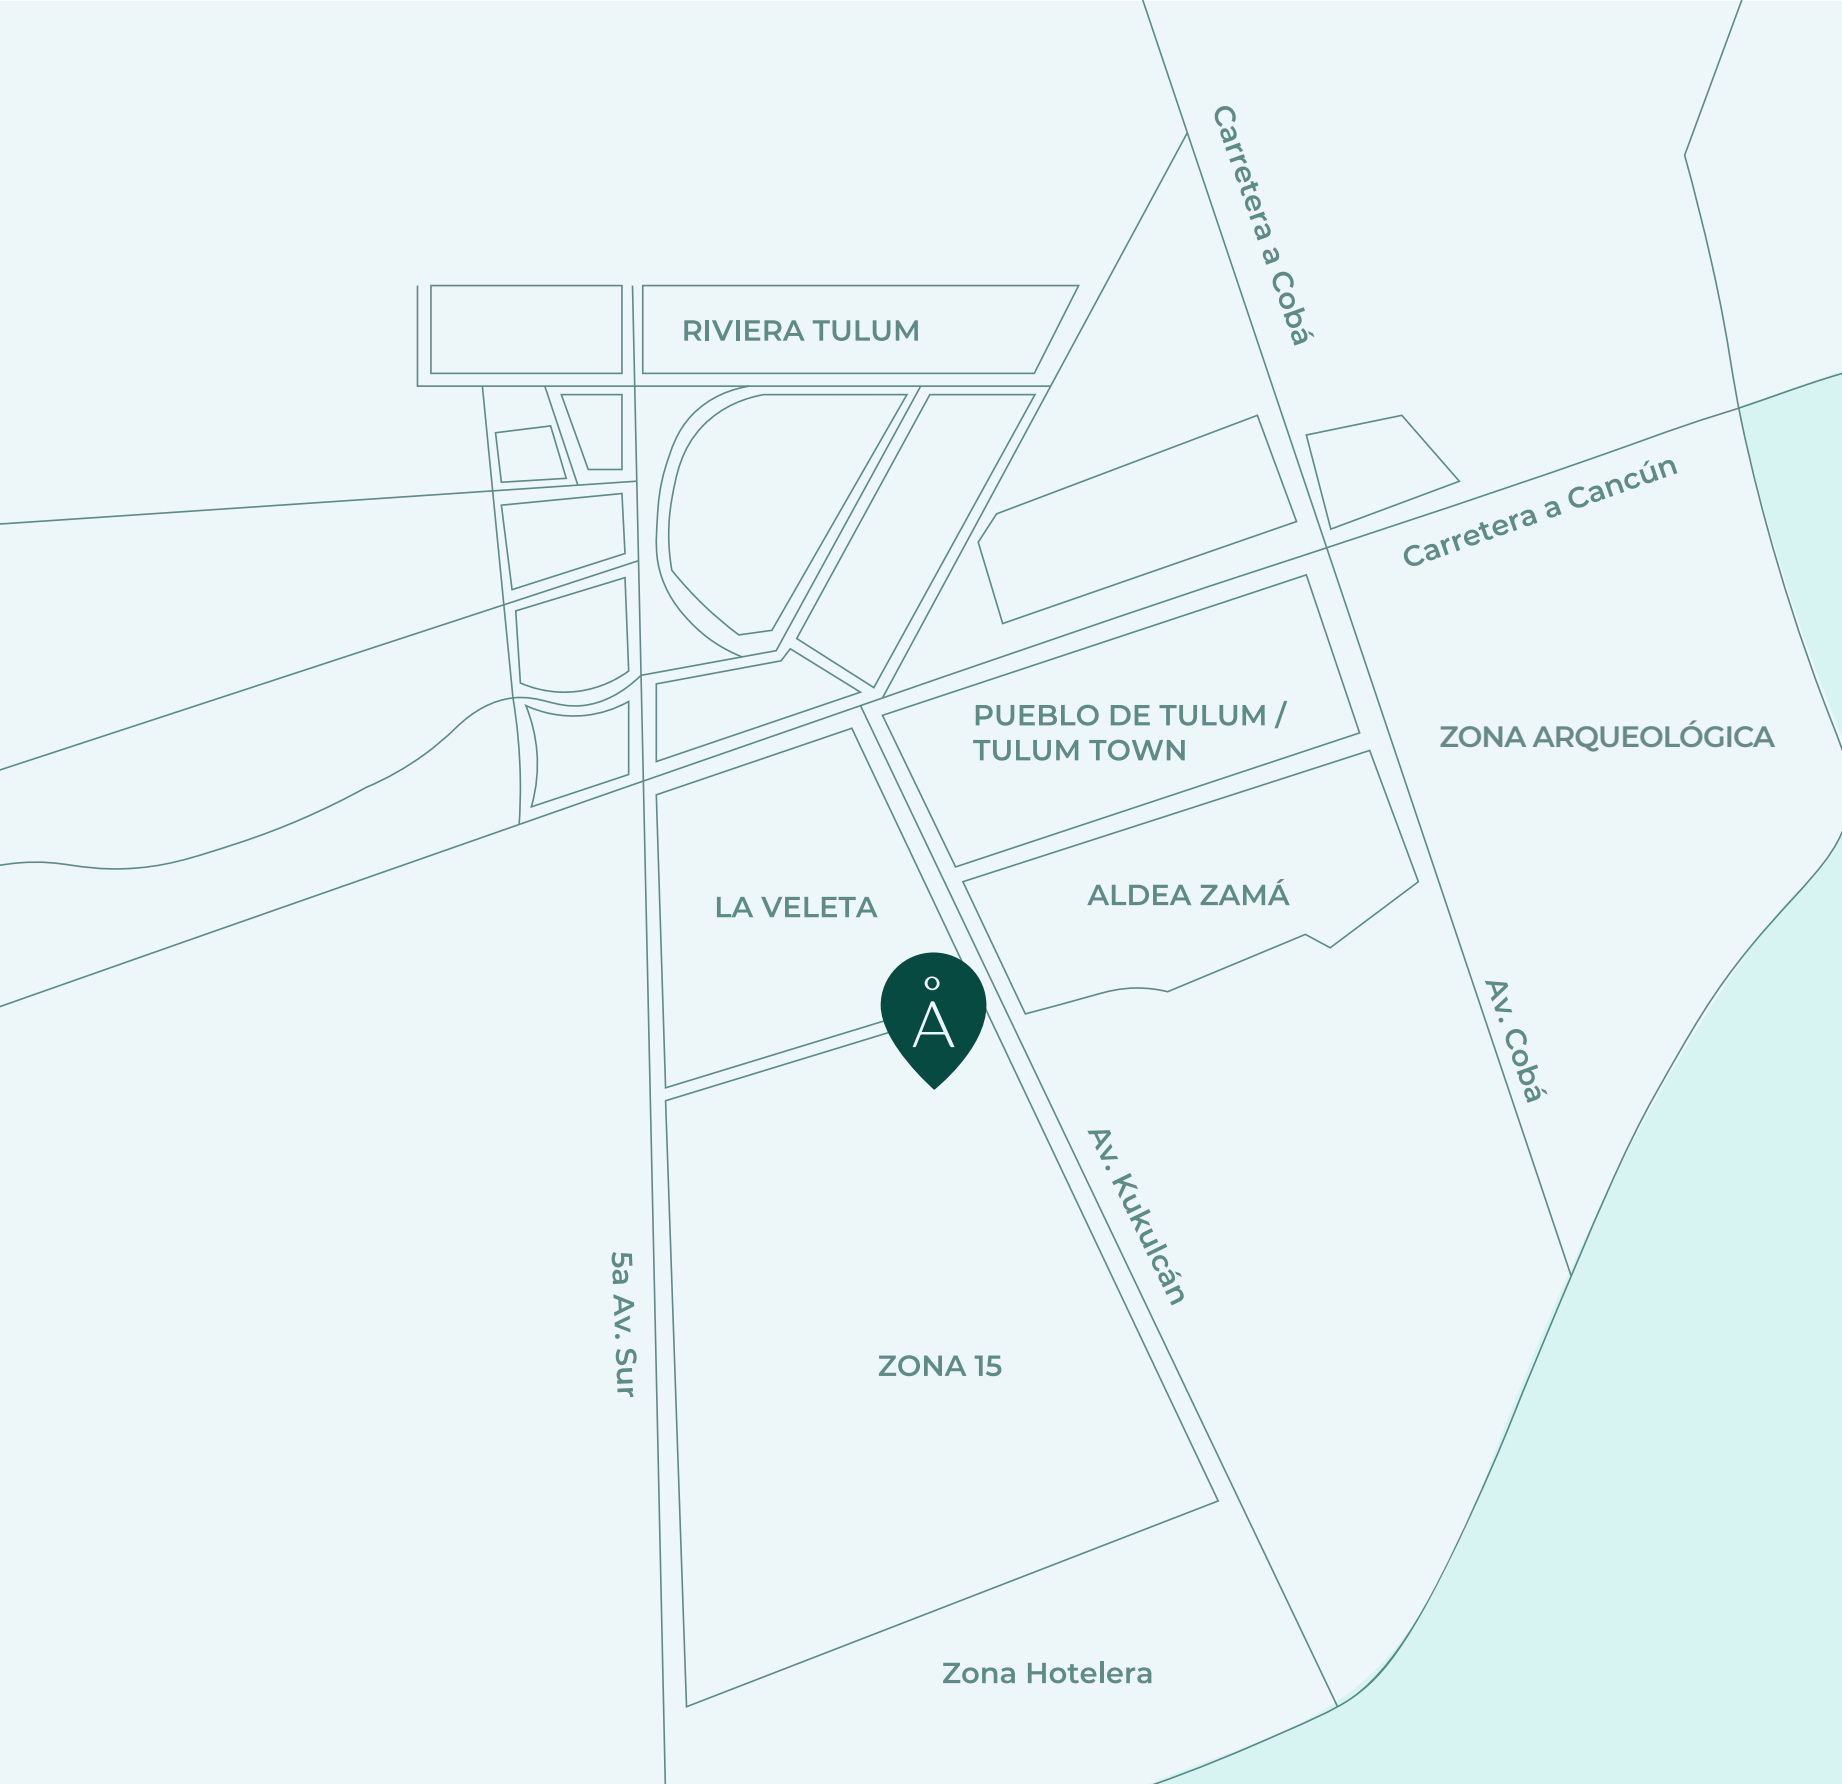 Carretera a Cobá
RIVIERA TULUM
Carretera a Cancún
PUEBLO DE TULUM /
TULUM TOWN
ZONA ARQUEOLÓGICA
LA VELETA
ALDEA ZAMÁ
Å
Av. Cobá
Av. Kukulcán
5a Av. Sur
ZONA 15
Zona Hotelera